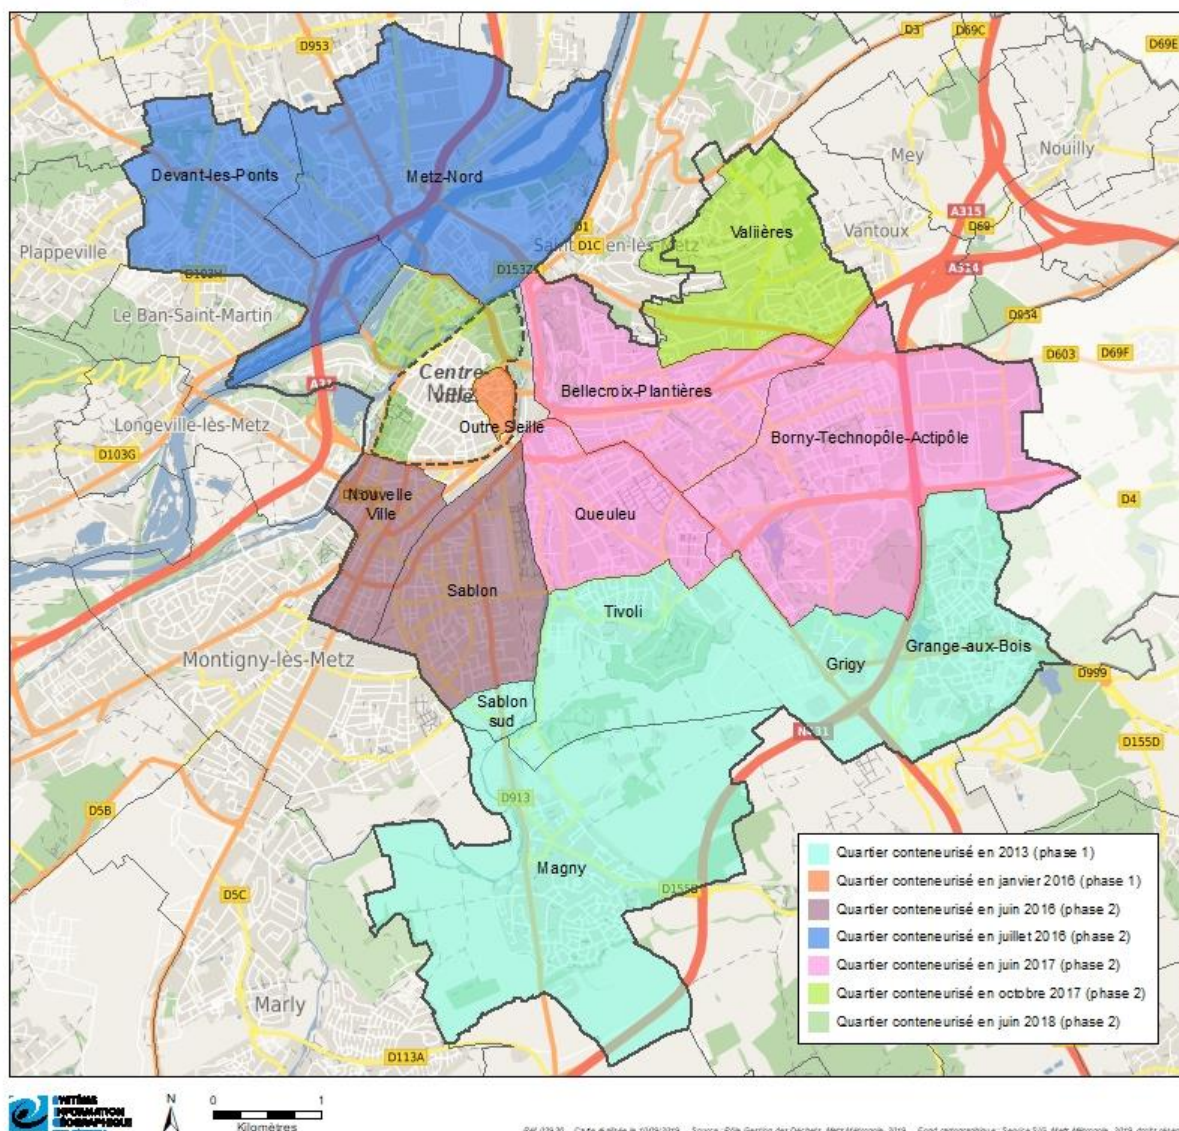 D953
D3
D69C
D69E
Devant-les-Ponts
Metz-Nord
Mey
Nouilly
A315
Plappeville
D1
D1C
Valiières
Vantoux
D69
D103H
D153Z
A314
Le Ban-Saint-Martin
D954
D603
D69F
Centre-
ville
Metz
Bellecroix-Plantières
Longeville-lès-Metz
Outre Seille
Borny-Technopôle-Actipôle
D103G
Nouvelle
Ville
Queuleu
D4
Sablon
Tivoli
Montigny-lès-Metz
Grigy
Grange-aux-Bois
D999
Sablon
sud
N431
D155D
D913
D5B
Magny
D155B
D5C
Marly
D113A
Quartier conteneurisé en 2013 (phase 1)
Quartier conteneurisé en janvier 2016 (phase 1)
Quartier conteneurisé en juin 2016 (phase 2)
Quartier conteneurisé en juillet 2016 (phase 2)
Quartier conteneurisé en juin 2017 (phase 2)
Quartier conteneurisé en octobre 2017 (phase 2)
Quartier conteneurisé en juin 2018 (phase 2)
SYSTÈME
INFORMATION
GÉOGRAPHIQUE
N
0 1
Kilomètres